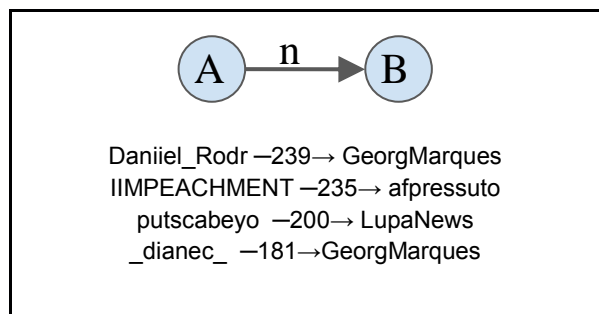 A n B
Daniiel_Rodr —239→ GeorgMarques
IIMPEACHMENT —235→ afpressuto
putscabeyo —200→ LupaNews
_dianec_ —181→GeorgMarques